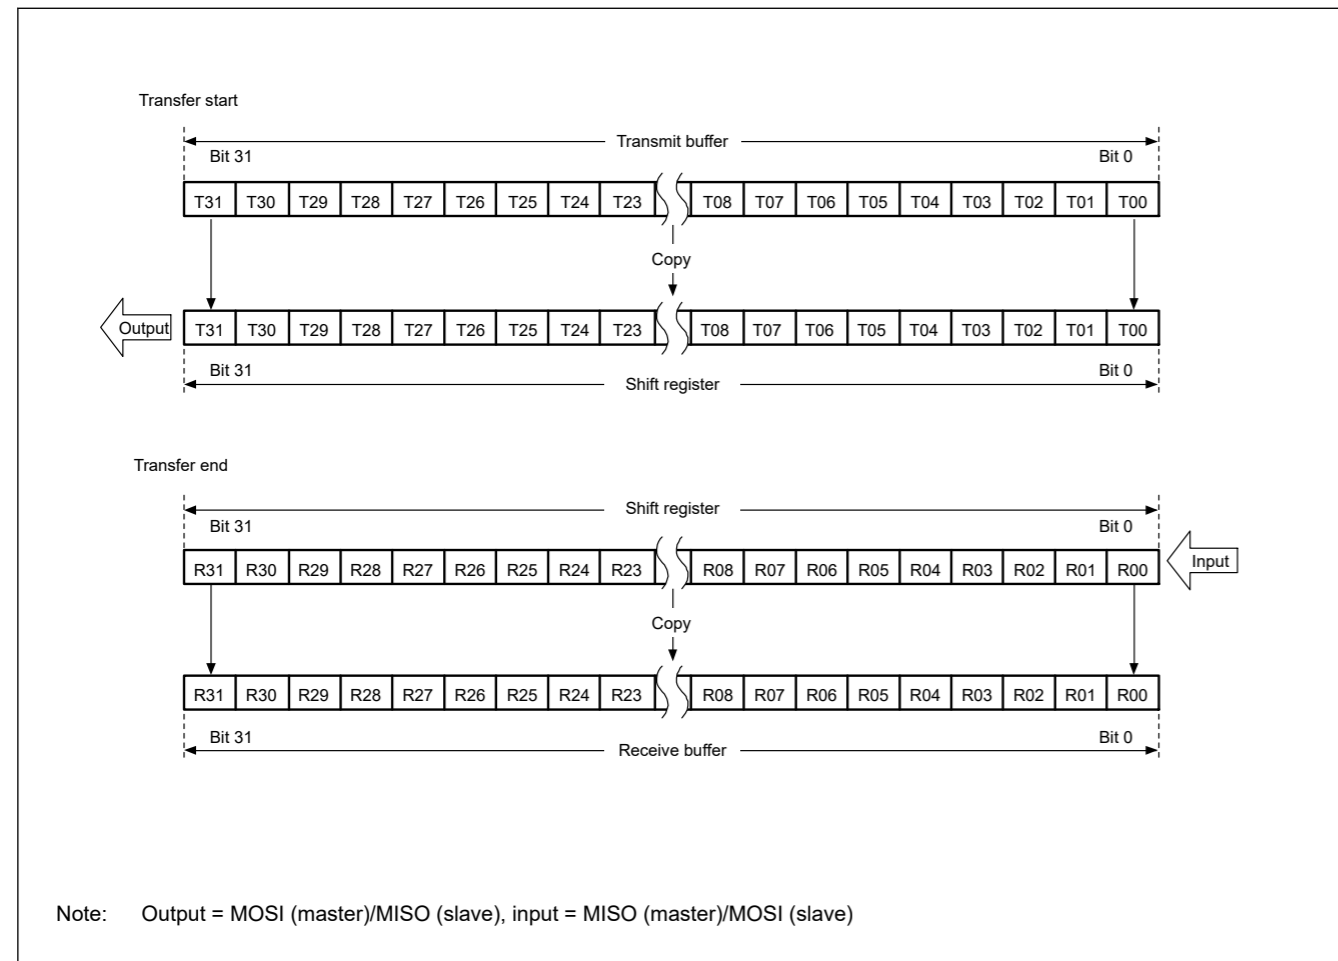 Transfer start
Transmit buffer
Bit 31 Bit 0
T31 T30 T29 T28 T27 T26 T25 T24 T23 T08 T07 T06 T05 T04 T03 T02 T01 T00
Copy
Output T31 T30 T29 T28 T27 T26 T25 T24 T23 T08 T07 T06 T05 T04 T03 T02 T01 T00
Bit 31 Bit 0
Shift register
Transfer end
Shift register
Bit 31 Bit 0
R31 R30 R29 R28 R27 R26 R25 R24 R23 R08 R07 R06 R05 R04 R03 R02 R01 R00 Input
Copy
R31 R30 R29 R28 R27 R26 R25 R24 R23 R08 R07 R06 R05 R04 R03 R02 R01 R00
Bit 31 Bit 0
Receive buffer
Note: Output = MOSI (master)/MISO (slave), input = MISO (master)/MOSI (slave)